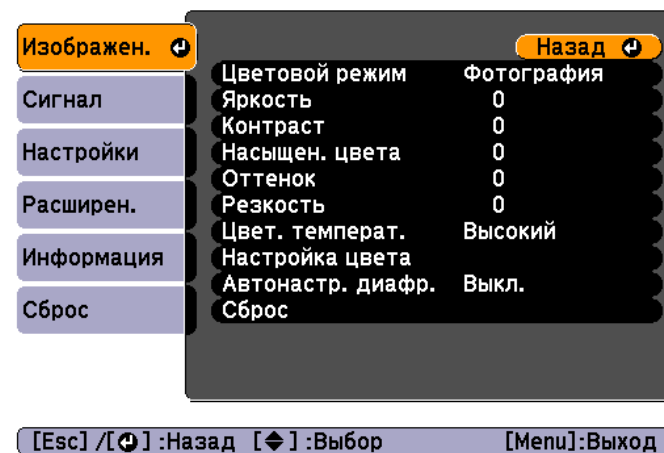 Изображен.
Сигнал
Настройки
Расширен.
Информация
Сброс
Назад
Цветовой режим Фотография
Яркость 0
Контраст 0
Насыщен. цвета 0
Оттенок 0
Резкость 0
Цвет. температ. Высокий
Настройка цвета
Автонастр. диафр. Выкл.
Сброс
[Esc] /[⏎] :Назад [◆] :Выбор [Menu]:Выход